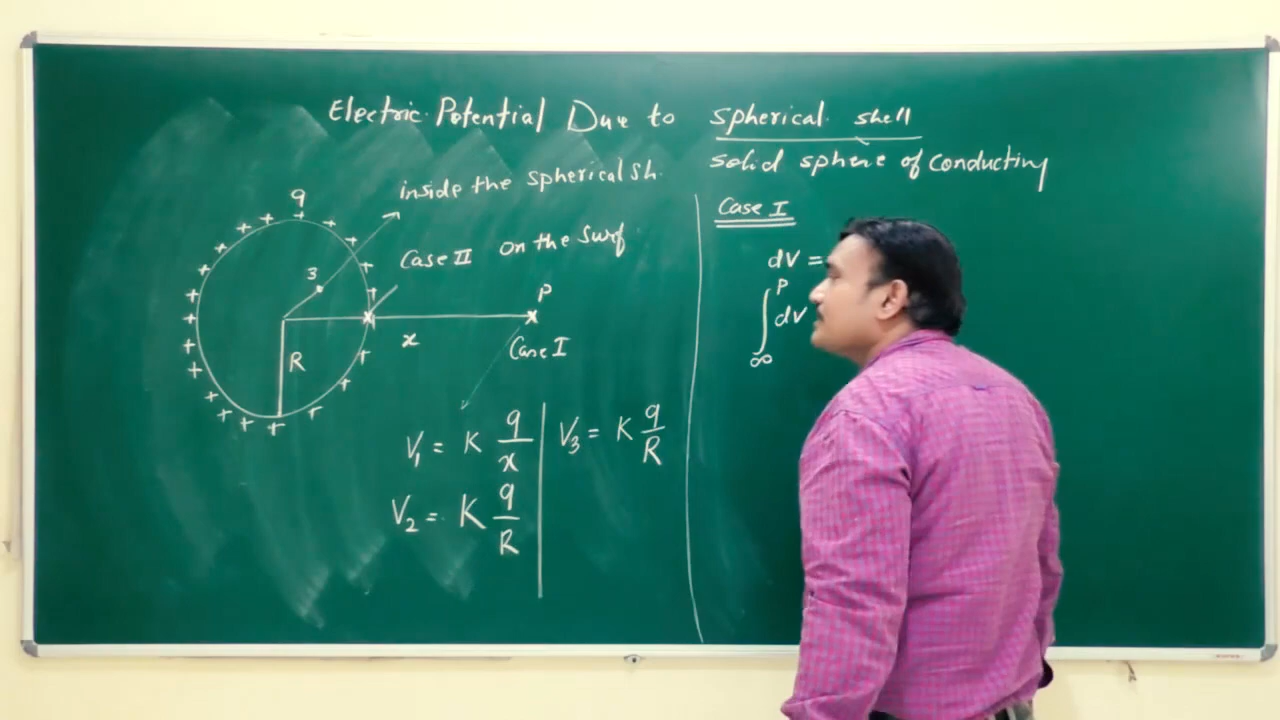 Electric Potential Due to spherical shell
solid sphere of conducting
inside the spherical sh.
q
+ + + + + + + + + + + + + + + + + + + +
Case II on the surf
3
P
x
R
Case I
V₁ = K q/x
V₂ = K q/R
V₃ = K q/R
Case I
dV =
∫ dV
P
∞